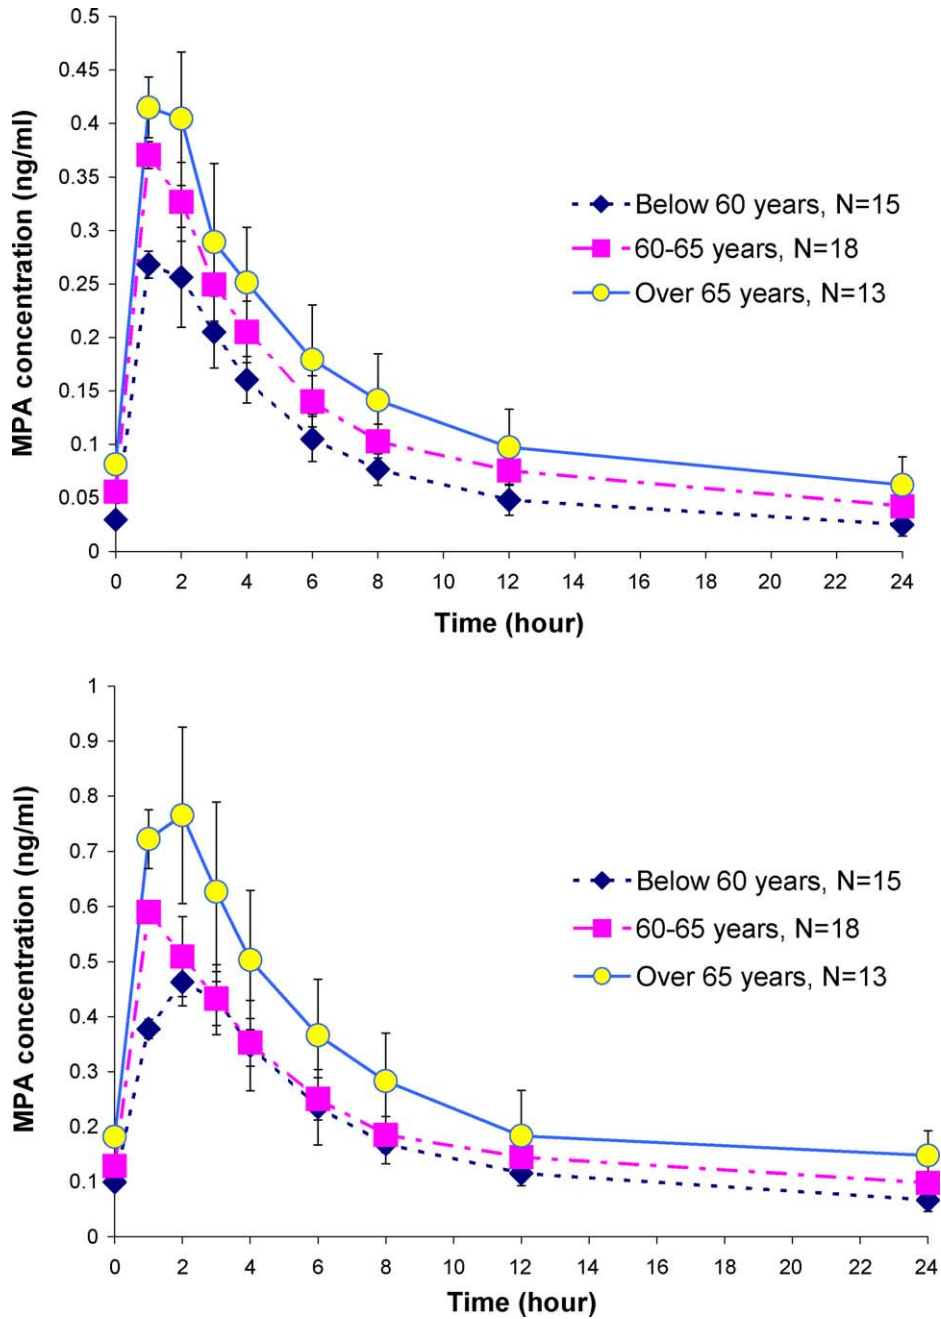 0.5
0.45
0.4
0.35
0.3
0.25
0.2
0.15
0.1
0.05
0
MPA concentration (ng/ml)
Below 60 years, N=15
60-65 years, N=18
Over 65 years, N=13
0 2 4 6 8 10 12 14 16 18 20 22 24
Time (hour)
1
0.9
0.8
0.7
0.6
0.5
0.4
0.3
0.2
0.1
0
MPA concentration (ng/ml)
Below 60 years, N=15
60-65 years, N=18
Over 65 years, N=13
0 2 4 6 8 10 12 14 16 18 20 22 24
Time (hour)